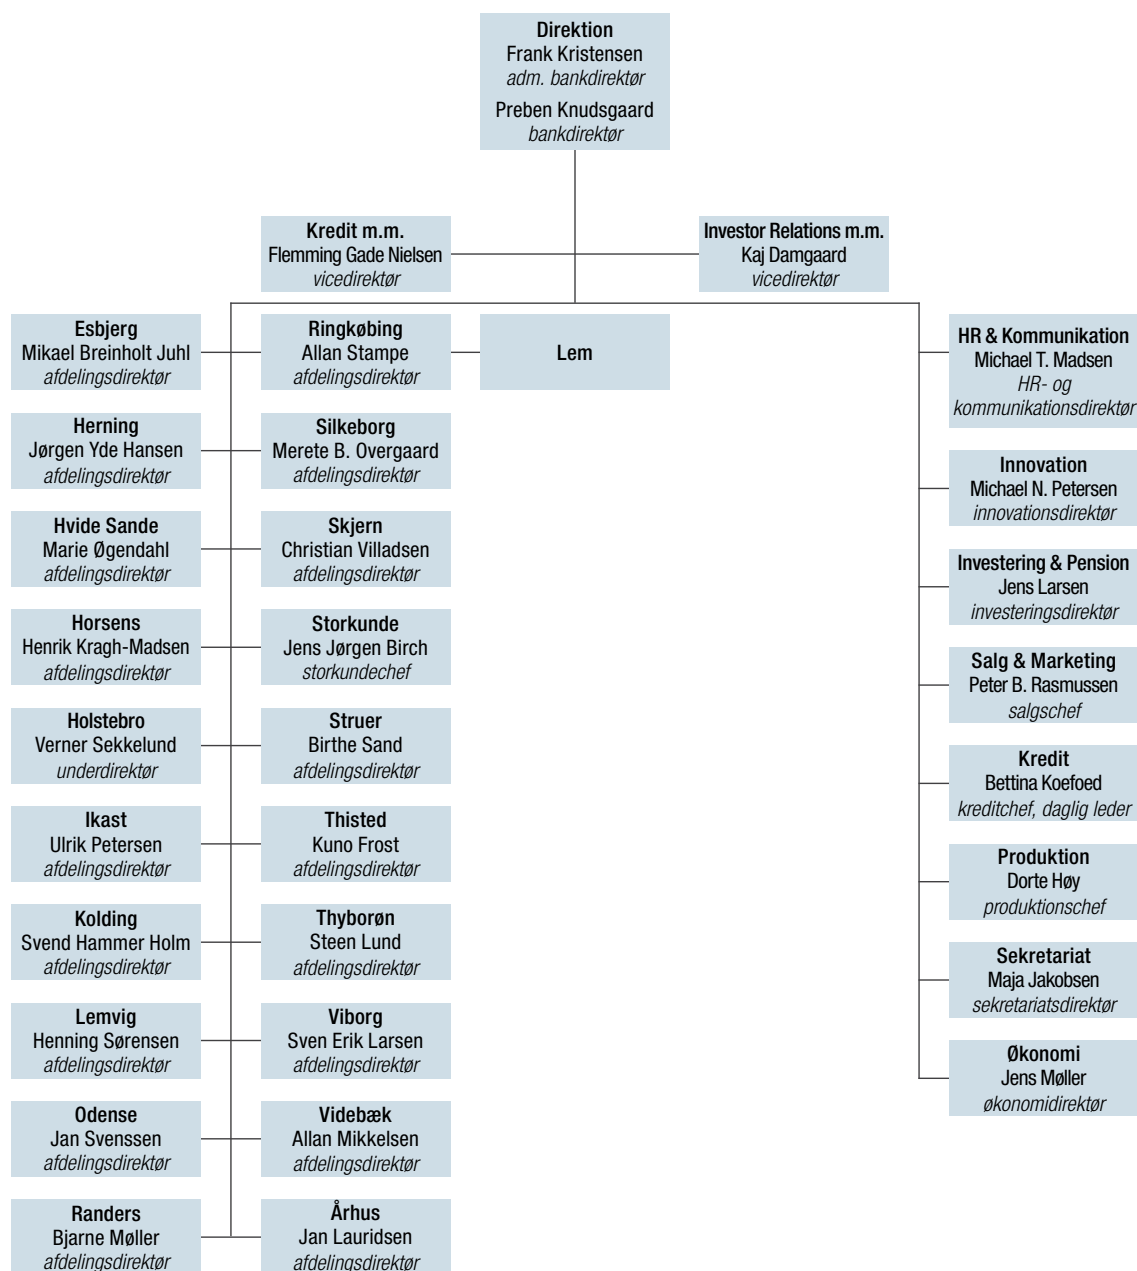 Direktion
Frank Kristensen
adm. bankdirektør
Preben Knudsgaard
bankdirektør
Kredit m.m.
Flemming Gade Nielsen
vicedirektør
Investor Relations m.m.
Kaj Damgaard
vicedirektør
Esbjerg
Mikael Breinholt Juhl
afdelingsdirektør
Ringkøbing
Allan Stampe
afdelingsdirektør
Lem
Herning
Jørgen Yde Hansen
afdelingsdirektør
Silkeborg
Merete B. Overgaard
afdelingsdirektør
Hvide Sande
Marie Øgendahl
afdelingsdirektør
Skjern
Christian Villadsen
afdelingsdirektør
Horsens
Henrik Kragh-Madsen
afdelingsdirektør
Storkunde
Jens Jørgen Birch
storkundechef
Holstebro
Verner Sekkelund
underdirektør
Struer
Birthe Sand
afdelingsdirektør
Ikast
Ulrik Petersen
afdelingsdirektør
Thisted
Kuno Frost
afdelingsdirektør
Kolding
Svend Hammer Holm
afdelingsdirektør
Thyborøn
Steen Lund
afdelingsdirektør
Lemvig
Henning Sørensen
afdelingsdirektør
Viborg
Sven Erik Larsen
afdelingsdirektør
Odense
Jan Svenssen
afdelingsdirektør
Videbæk
Allan Mikkelsen
afdelingsdirektør
Randers
Bjarne Møller
afdelingsdirektør
Århus
Jan Lauridsen
afdelingsdirektør
HR & Kommunikation
Michael T. Madsen
HR- og
kommunikationsdirektør
Innovation
Michael N. Petersen
innovationsdirektør
Investering & Pension
Jens Larsen
investeringsdirektør
Salg & Marketing
Peter B. Rasmussen
salgschef
Kredit
Bettina Koefoed
kreditchef, daglig leder
Produktion
Dorte Høy
produktionschef
Sekretariat
Maja Jakobsen
sekretariatsdirektør
Økonomi
Jens Møller
økonomidirektør